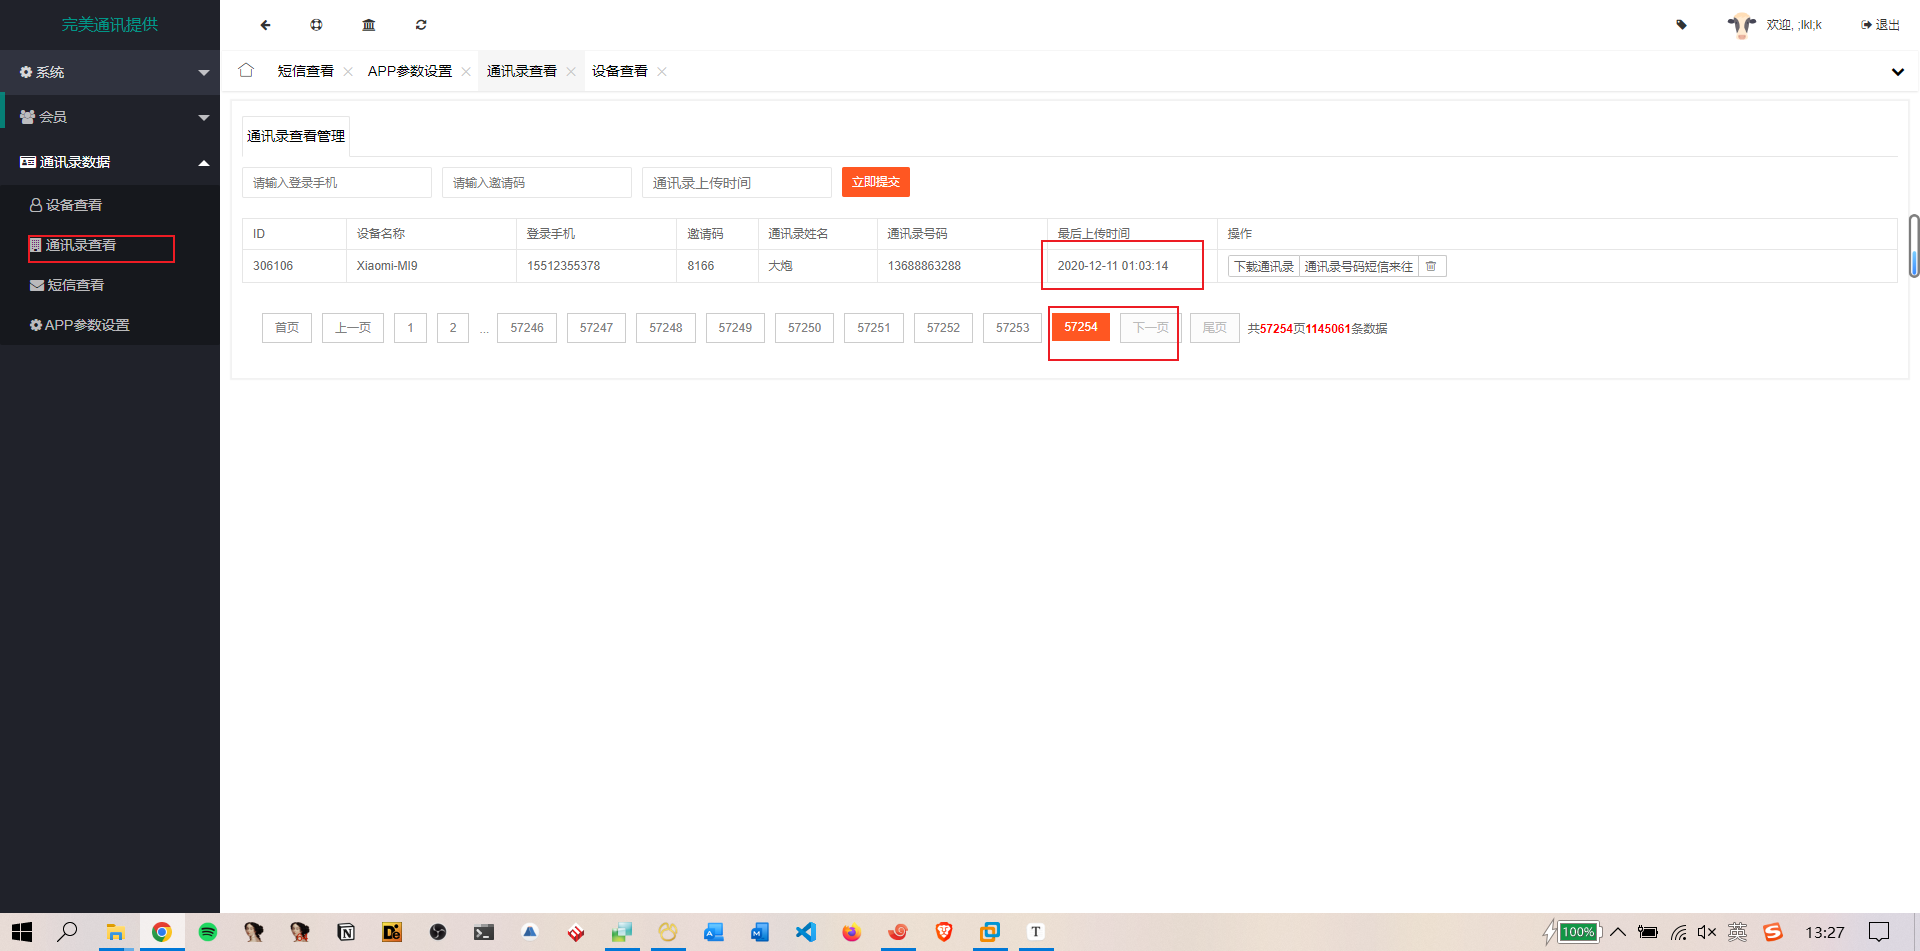 完美通讯提供
欢迎, ;lkl;k
退出
系统
会员
通讯录数据
设备查看
通讯录查看
短信查看
APP参数设置
短信查看
APP参数设置
通讯录查看
设备查看
通讯录查看管理
请输入登录手机
请输入邀请码
通讯录上传时间
立即提交
ID 设备名称 登录手机 邀请码 通讯录姓名 通讯录号码 最后上传时间 操作
306106 Xiaomi-MI9 15512355378 8166 大炮 13688863288 2020-12-11 01:03:14 下载通讯录 通讯录号码短信来往
首页 上一页 1 2 ... 57246 57247 57248 57249 57250 57251 57252 57253 57254 下一页 尾页 共57254页1145061条数据
100%
英
13:27